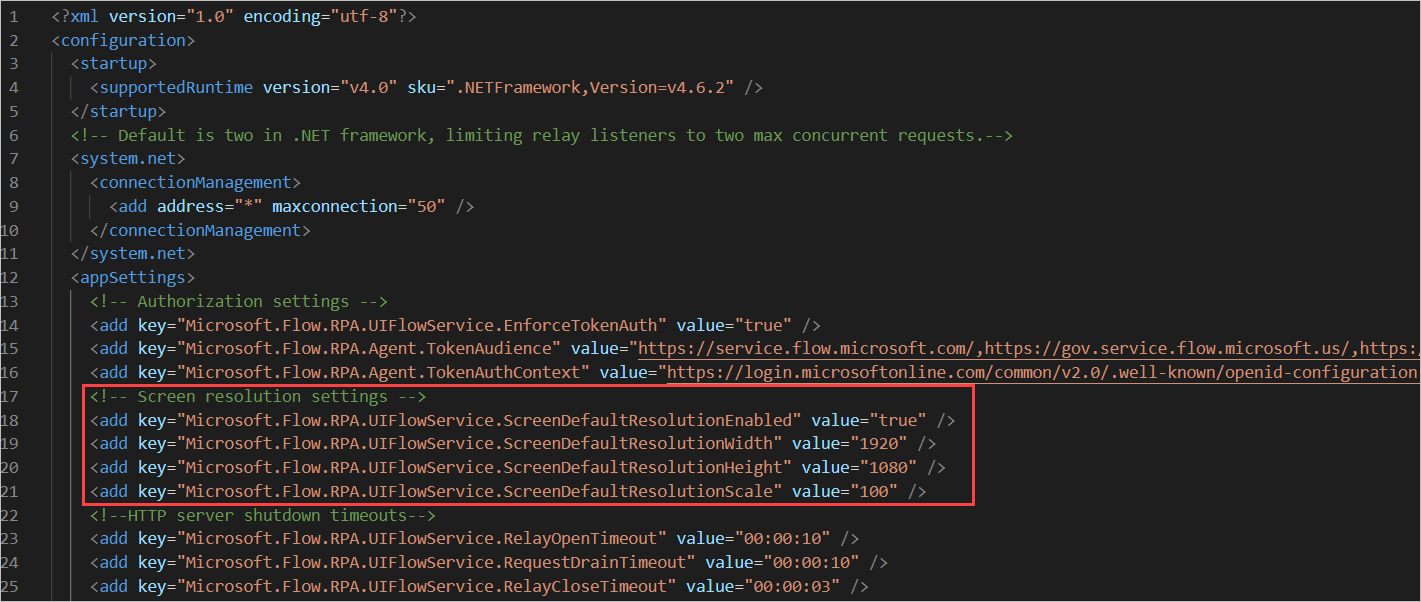 1 <?xml version="1.0" encoding="utf-8"?>
2 <configuration>
3 <startup>
4 <supportedRuntime version="v4.0" sku=".NETFramework,Version=v4.6.2" />
5 </startup>
6 <!-- Default is two in .NET framework, limiting relay listeners to two max concurrent requests.-->
7 <system.net>
8 <connectionManagement>
9 <add address="*" maxconnection="50" />
10 </connectionManagement>
11 </system.net>
12 <appSettings>
13 <!-- Authorization settings -->
14 <add key="Microsoft.Flow.RPA.UIFlowService.EnforceTokenAuth" value="true" />
15 <add key="Microsoft.Flow.RPA.Agent.TokenAudience" value="https://service.flow.microsoft.com/,https://gov.service.flow.microsoft.us/,https:/
16 <add key="Microsoft.Flow.RPA.Agent.TokenAuthContext" value="https://login.microsoftonline.com/common/v2.0/.well-known/openid-configuration
17 <!-- Screen resolution settings -->
18 <add key="Microsoft.Flow.RPA.UIFlowService.ScreenDefaultResolutionEnabled" value="true" />
19 <add key="Microsoft.Flow.RPA.UIFlowService.ScreenDefaultResolutionWidth" value="1920" />
20 <add key="Microsoft.Flow.RPA.UIFlowService.ScreenDefaultResolutionHeight" value="1080" />
21 <add key="Microsoft.Flow.RPA.UIFlowService.ScreenDefaultResolutionScale" value="100" />
22 <!--HTTP server shutdown timeouts-->
23 <add key="Microsoft.Flow.RPA.UIFlowService.RelayOpenTimeout" value="00:00:10" />
24 <add key="Microsoft.Flow.RPA.UIFlowService.RequestDrainTimeout" value="00:00:10" />
25 <add key="Microsoft.Flow.RPA.UIFlowService.RelayCloseTimeout" value="00:00:03" />